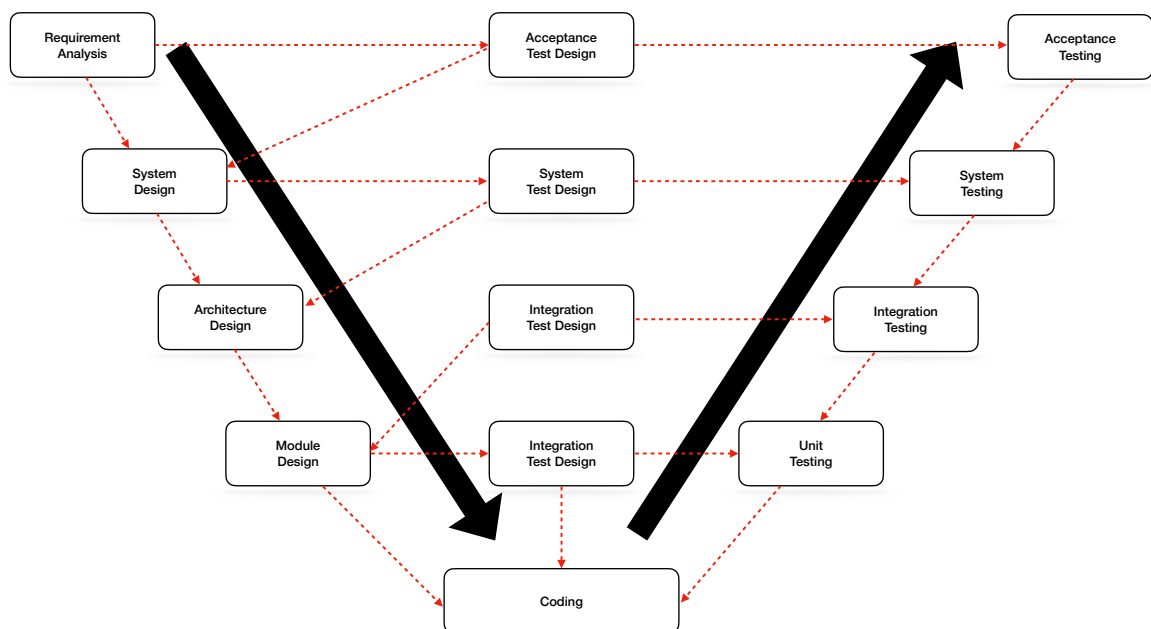 Requirement
Analysis
Acceptance
Test Design
Acceptance
Testing
System
Design
System
Test Design
System
Testing
Architecture
Design
Integration
Test Design
Integration
Testing
Module
Design
Integration
Test Design
Unit
Testing
Coding